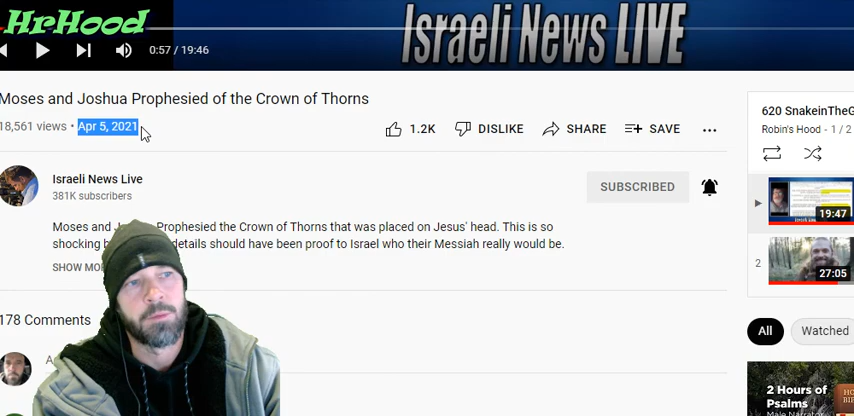 HrHood
Israeli News LIVE
0:57 / 19:46
Moses and Joshua Prophesied of the Crown of Thorns
18,561 views • Apr 5, 2021
1.2K DISLIKE SHARE SAVE
620 SnakeinTheG
Robin's Hood - 1 / 2
Israeli News Live
381K subscribers
SUBSCRIBED
19:47
Moses and Prophesied the Crown of Thorns that was placed on Jesus' head. This is so
shocking details should have been proof to Israel who their Messiah really would be.
SHOW MO
2
27:05
178 Comments
All Watched
A
2 Hours of
Psalms
Male Narrator